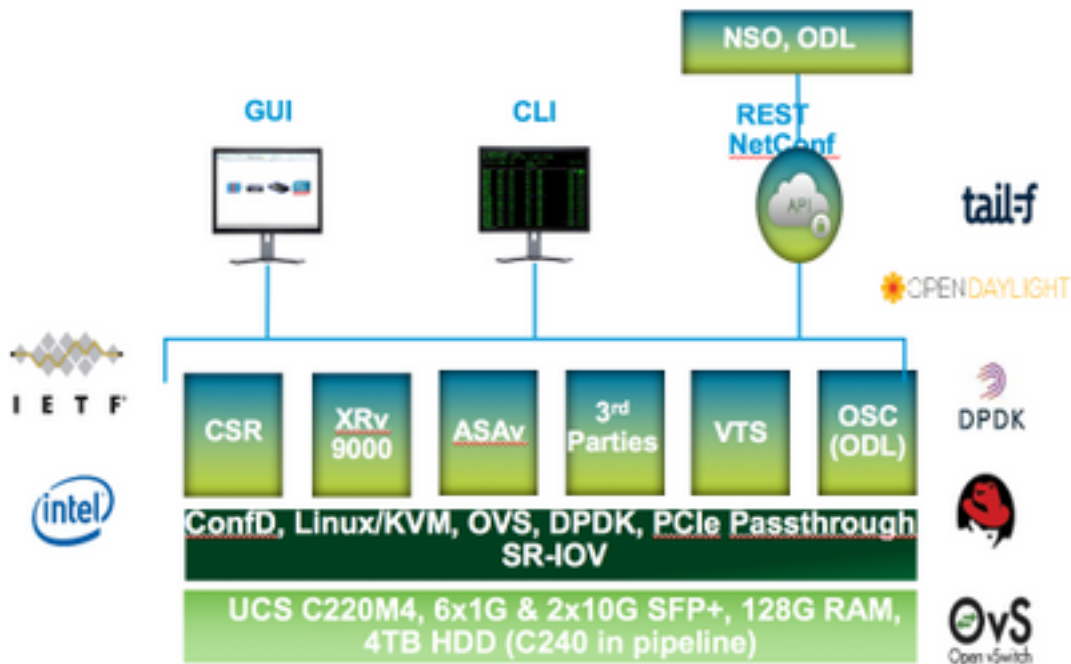 NSO, ODL
GUI
CLI
REST
NetConf
API
tail-f
OPENDAYLIGHT
IETF
CSR
XRv
9000
ASAv
3rd
Parties
VTS
OSC
(ODL)
DPDK
intel
ConfD, Linux/KVM, OVS, DPDK, PCIe Passthrough
SR-IOV
UCS C220M4, 6x1G & 2x10G SFP+, 128G RAM,
4TB HDD (C240 in pipeline)
OvS
Open vSwitch